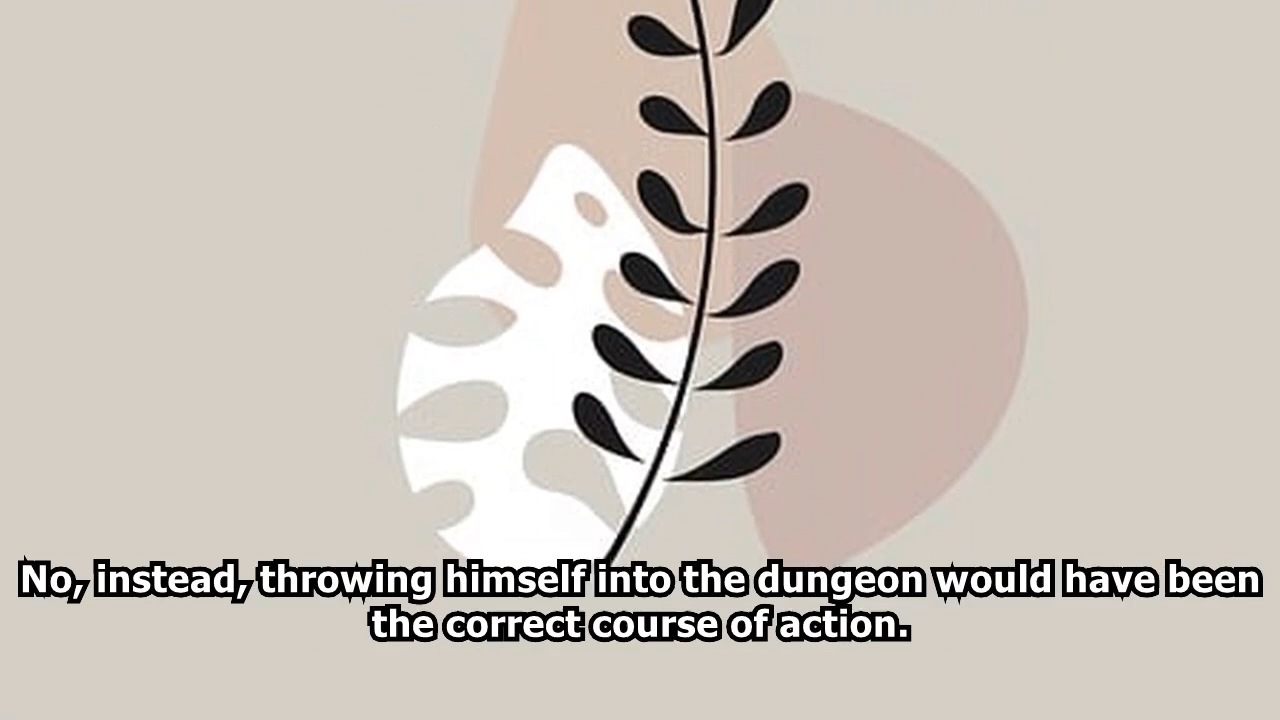 No, instead, throwing himself into the dungeon would have been
the correct course of action.